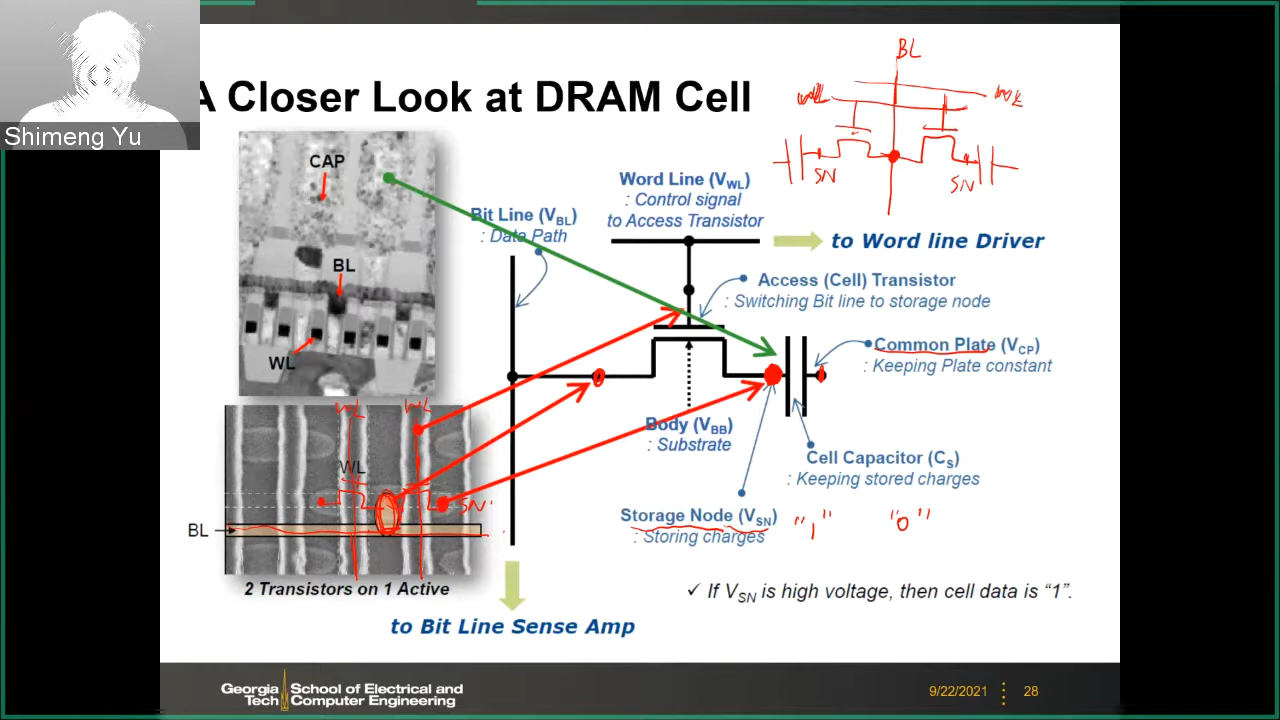 Shimeng Yu
A Closer Look at DRAM Cell
BL
WL
WL
SN
SN
CAP
BL
WL
Bit Line (VBL)
: Data Path
Word Line (VWL)
: Control signal
to Access Transistor
to Word line Driver
Access (Cell) Transistor
: Switching Bit line to storage node
Common Plate (VCP)
: Keeping Plate constant
WL
WL
WL
SN
BL
2 Transistors on 1 Active
Body (VBB)
: Substrate
Cell Capacitor (CS)
: Keeping stored charges
Storage Node (VSN)
: Storing charges
"1"
"0"
✓ If VSN is high voltage, then cell data is “1”.
to Bit Line Sense Amp
Georgia Tech
School of Electrical and
Computer Engineering
9/22/2021
28